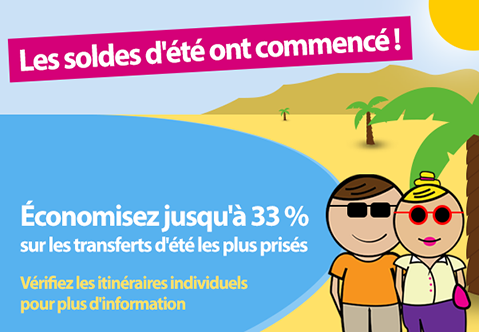 Les soldes d'été ont commencé !
Économisez jusqu'à 33 %
sur les transferts d'été les plus prisés
Vérifiez les itinéraires individuels
pour plus d'information